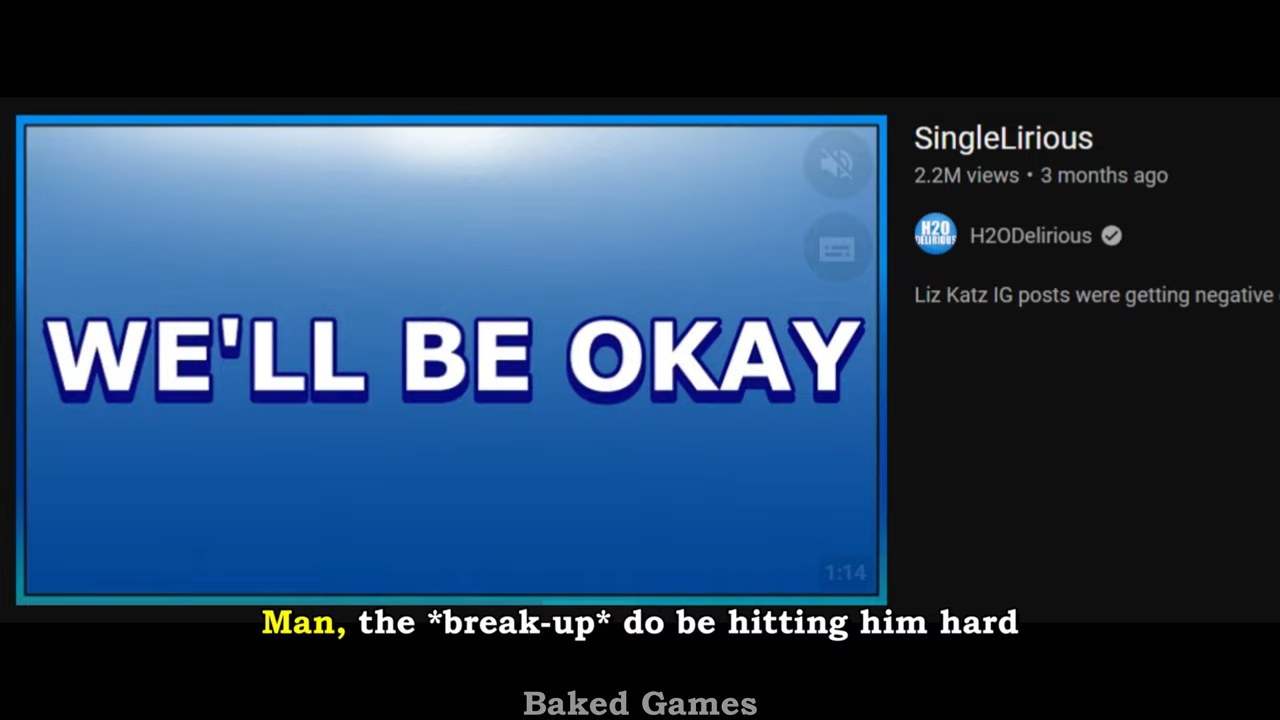 SingleLirious
2.2M views • 3 months ago
H2O
DELIRIOUS
H2ODelirious
Liz Katz IG posts were getting negative
WE'LL BE OKAY
1:14
Man, the *break-up* do be hitting him hard
Baked Games